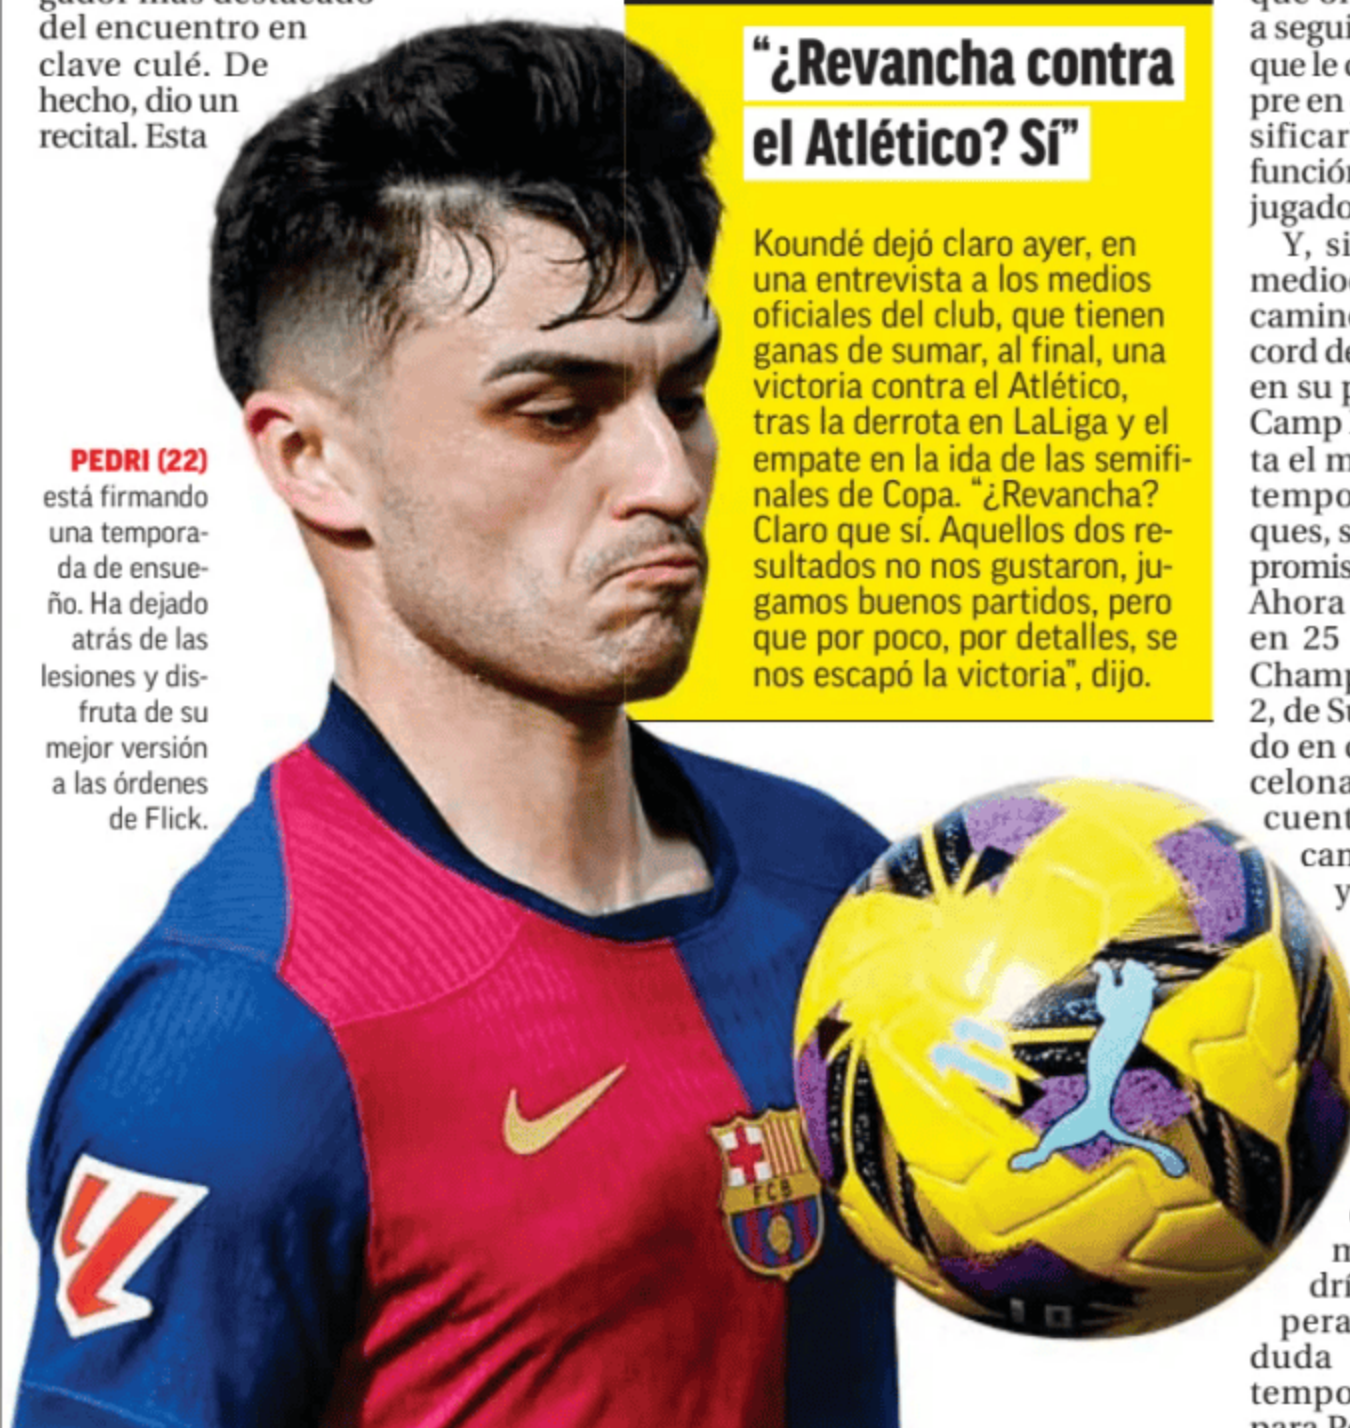 del encuentro en
clave culé. De
hecho, dio un
recital. Esta
PEDRI (22)
está firmando
una tempora-
da de ensue-
ño. Ha dejado
atrás de las
lesiones y dis-
fruta de su
mejor versión
a las órdenes
de Flick.
“¿Revancha contra
el Atlético? Sí”
Koundé dejó claro ayer, en
una entrevista a los medios
oficiales del club, que tienen
ganas de sumar, al final, una
victoria contra el Atlético,
tras la derrota en LaLiga y el
empate en la ida de las semifi-
nales de Copa. “¿Revancha?
Claro que sí. Aquellos dos re-
sultados no nos gustaron, ju-
gamos buenos partidos, pero
que por poco, por detalles, se
nos escapó la victoria”, dijo.
FCB
a segui
que le
pre en
sificar
función
jugado
Y, si
medio
camin
cord de
en su p
Camp
ta el m
tempo
ques, s
promis
Ahora
en 25
Champ
2, de Su
do en
celona
cuent
can
y
m
drí
pera
duda
tempo